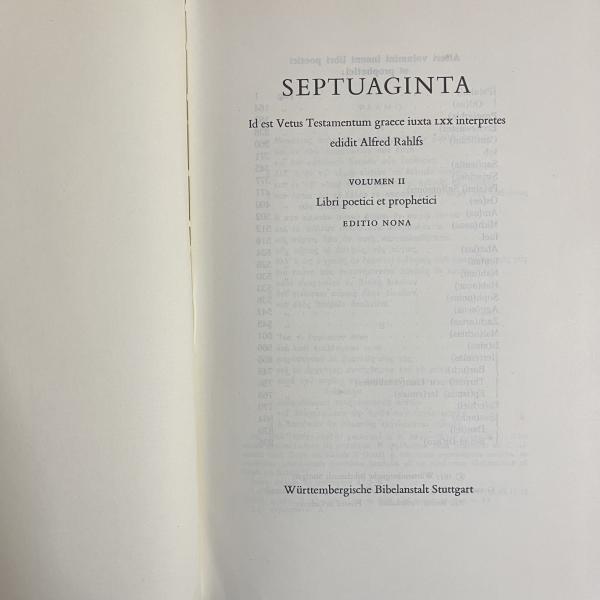 SEPTUAGINTA
Id est Vetus Testamentum graece iuxta LXX interpretes
edidit Alfred Rahlfs
VOLUMEN II
Libri poetici et prophetici
EDITIO NONA
Württembergische Bibelanstalt Stuttgart